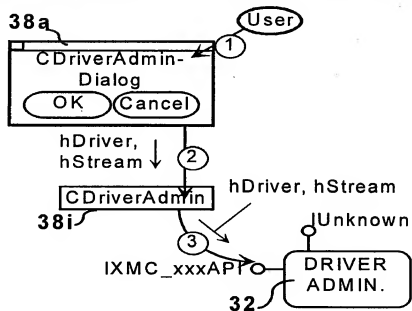 38a
User
1
CDriverAdmin-
Dialog
OK Cancel
hDriver,
hStream
2
CDriverAdmin
hDriver, hStream
38i
3
IUnknown
IXMC_xxxAPI
DRIVER
ADMIN.
32